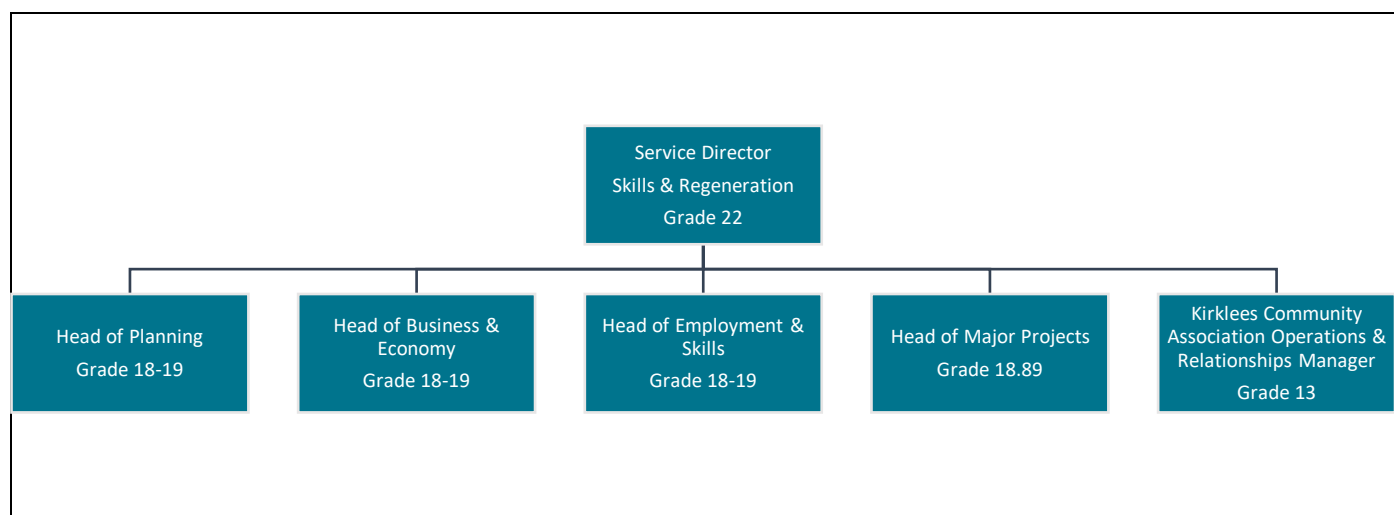 Service Director
Skills & Regeneration
Grade 22
Head of Planning
Grade 18-19
Head of Business &
Economy
Grade 18-19
Head of Employment &
Skills
Grade 18-19
Head of Major Projects
Grade 18.89
Kirklees Community
Association Operations &
Relationships Manager
Grade 13